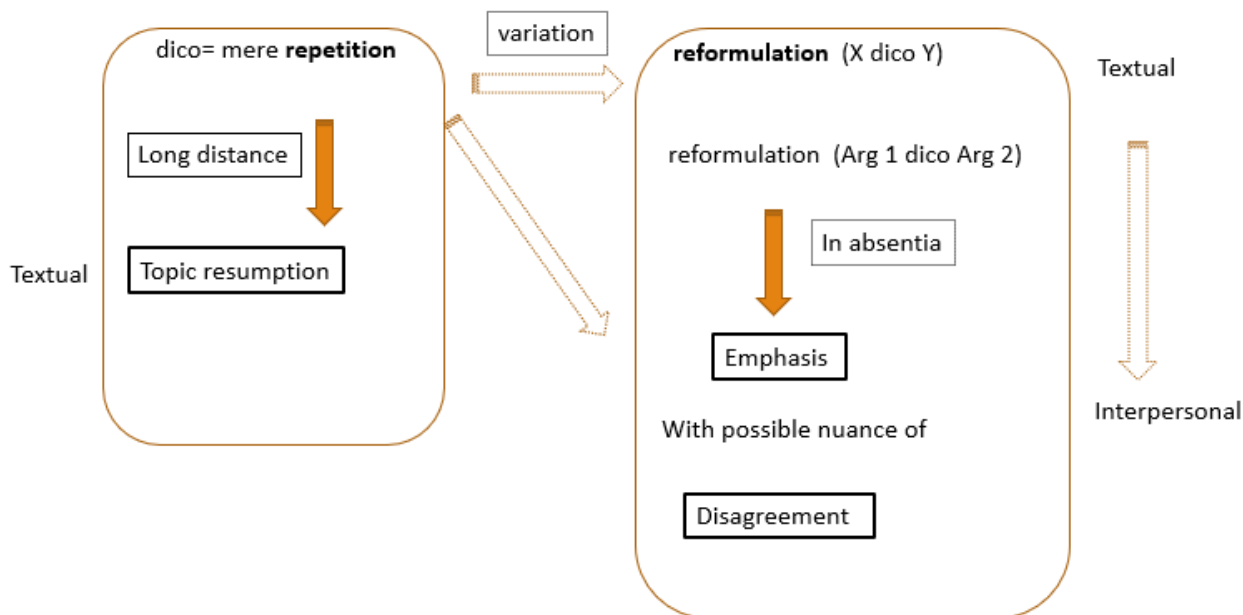 dico= mere repetition
Long distance
Topic resumption
Textual
variation
reformulation (X dico Y)
reformulation (Arg 1 dico Arg 2)
In absentia
Emphasis
With possible nuance of
Disagreement
Textual
Interpersonal